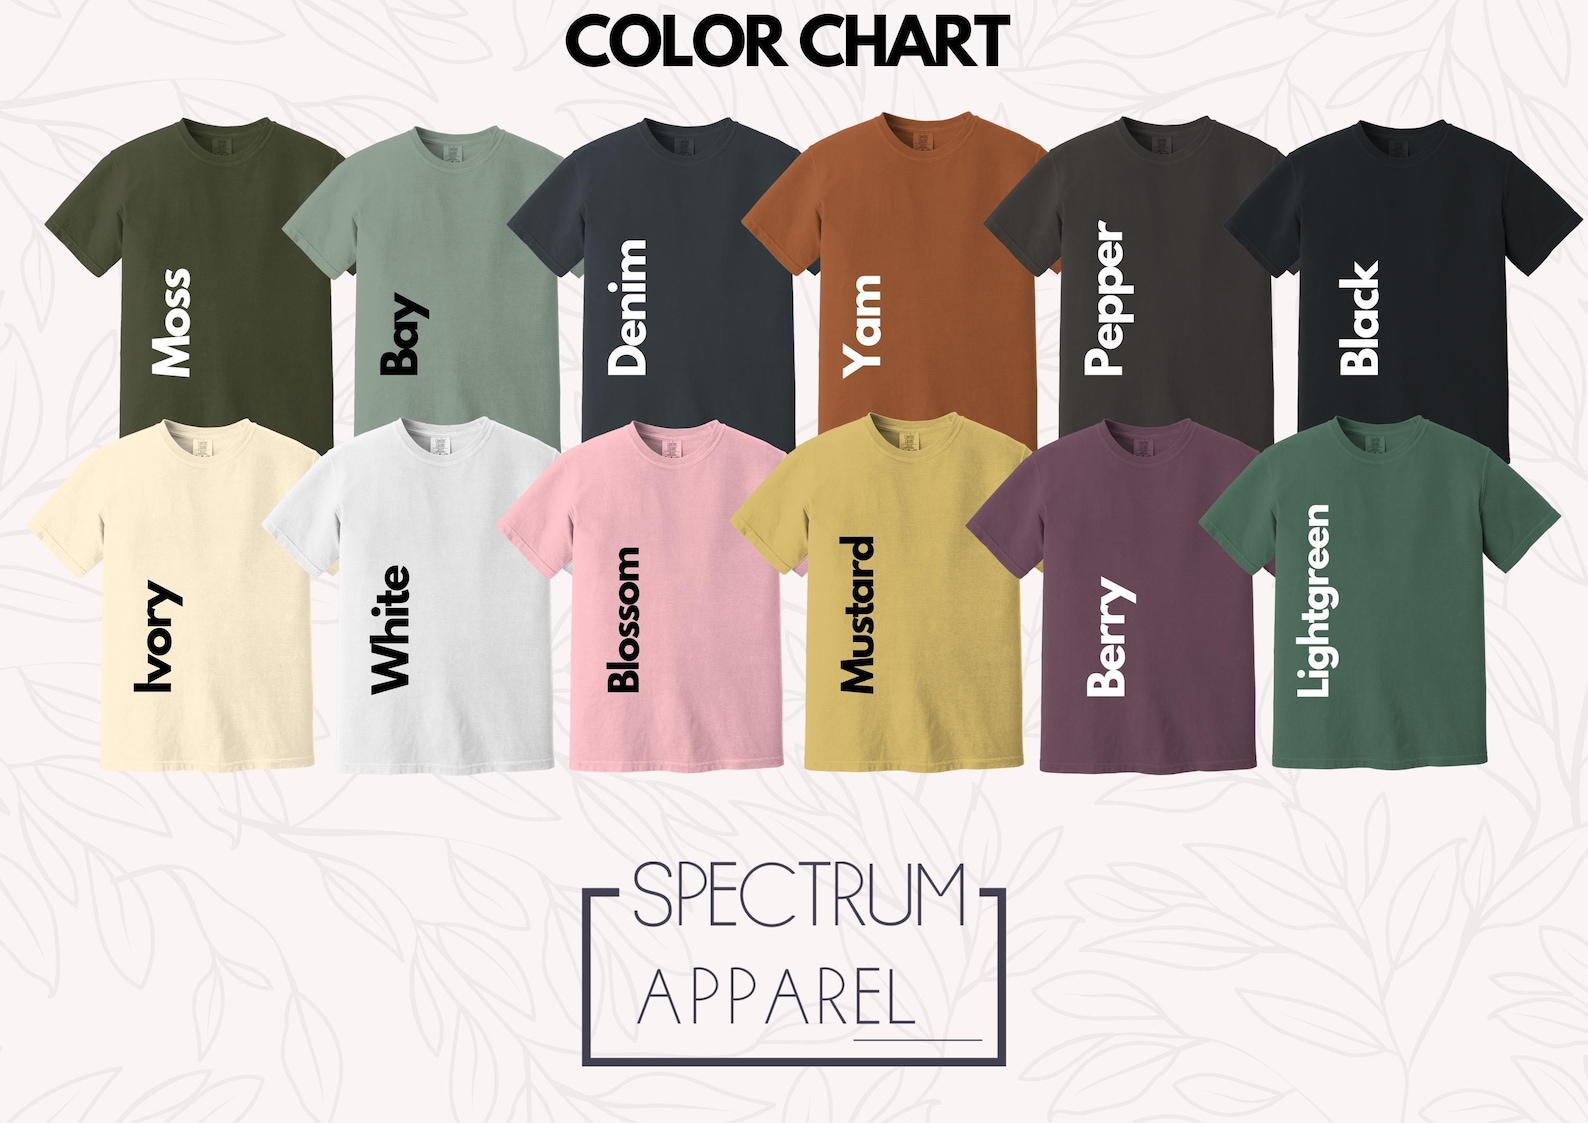 COLOR CHART
Moss
Bay
Denim
Yam
Pepper
Black
Ivory
White
Blossom
Mustard
Berry
Lightgreen
SPECTRUM
APPAREL